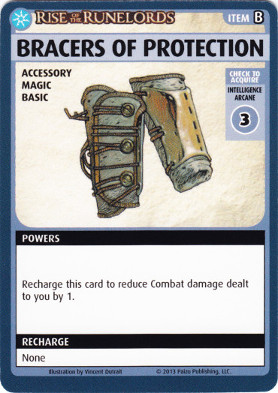 RISE OF THE RUNELORDS ITEM B
BRACERS OF PROTECTION
ACCESSORY
MAGIC
BASIC
CHECK TO
ACQUIRE
INTELLIGENCE
ARCANE
3
POWERS
Recharge this card to reduce Combat damage dealt
to you by 1.
RECHARGE
None
Illustration by Vincent Dutrait © 2013 Paizo Publishing, LLC.